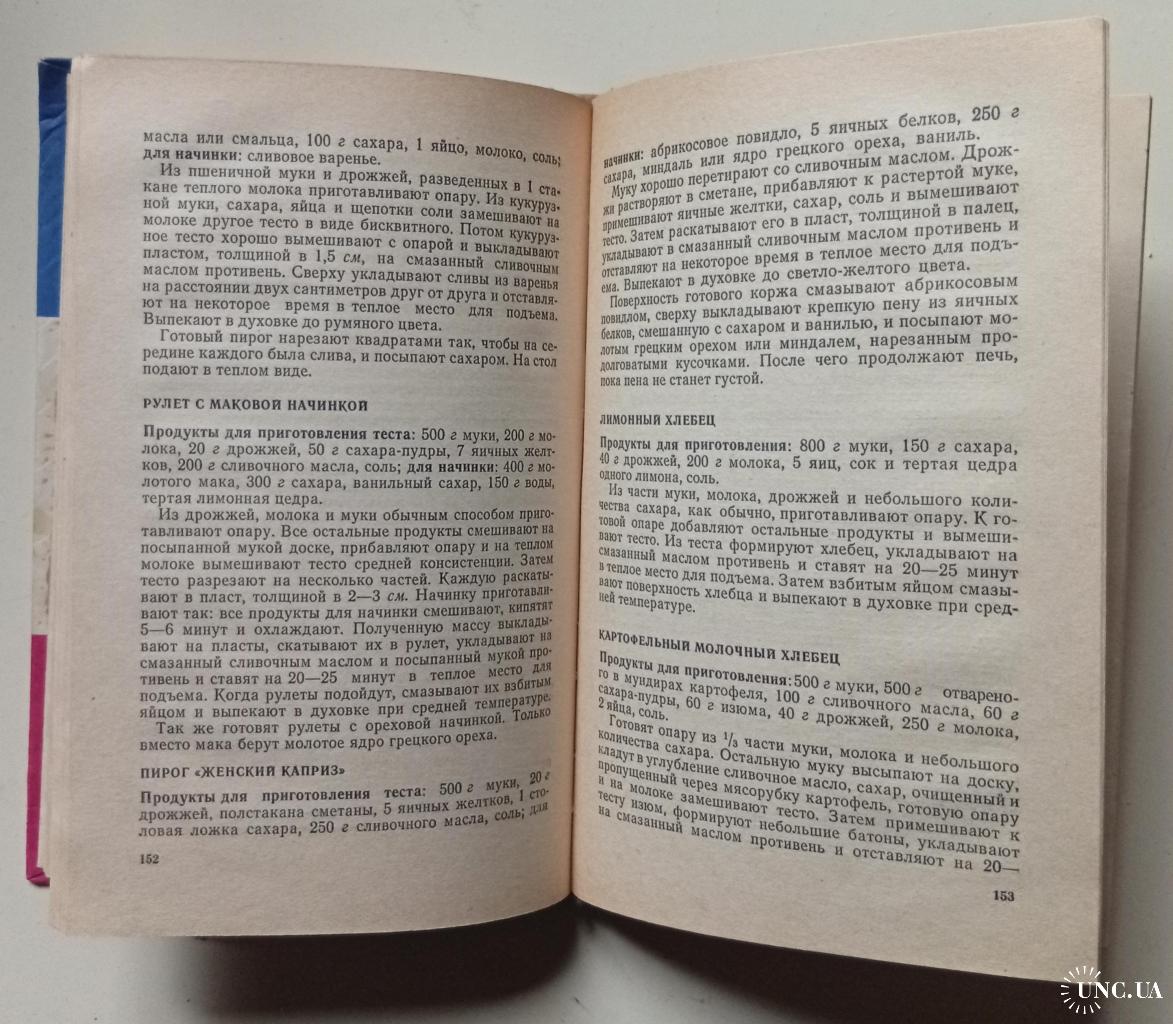 масла или смальца, 100 г сахара, 1 яйцо, молоко, соль;
для начинки: сливовое варенье.
Из пшеничной муки и дрожжей, разведенных в 1 ста-
кане теплого молока приготавливают опару. Из кукуруз-
ной муки, сахара, яйца и щепотки соли замешивают на
молоке другое тесто в виде бисквитного. Потом кукуруз-
ное тесто хорошо вымешивают с опарой и выкладывают
пластом, толщиной в 1,5 см, на смазанный сливочным
маслом противень. Сверху укладывают сливы из варенья
на расстоянии двух сантиметров друг от друга и оставля-
ют на некоторое время в теплое место для подъема.
Выпекают в духовке до румяного цвета.
Готовый пирог нарезают квадратами так, чтобы на се-
редине каждого была слива, и посыпают сахаром. На стол
подают в теплом виде.
РУЛЕТ С МАКОВОЙ НАЧИНКОЙ
Продукты для приготовления теста: 500 г муки, 200 мо-
лока, 20 г дрожжей, 50 г сахара-пудры, 7 яичных желт-
ков, 200 г сливочного масла, соль; для начинки: 400 г мо-
лотого мака, 300 г сахара, ванильный сахар, 150 г воды,
тертая лимонная цедра.
Из дрожжей, молока и муки обычным способом приго-
тавливают опару. Все остальные продукты смешивают на
посыпанной мукой доске, прибавляют опару и на теплом
молоке вымешивают тесто средней консистенции. Затем
тесто разрезают на несколько частей. Каждую раскаты-
вают в пласт, толщиной в 2—3 см. Начинку приготавли-
вают так: все продукты для начинки смешивают, кипятят
5—6 минут и охлаждают. Полученную массу выклады-
вают на пласты, скатывают их в рулет, укладывают на
смазанный сливочным маслом и посыпанный мукой про-
тивень и ставят на 20—25 минут в теплое место для
подъема. Когда рулеты подойдут, смазывают их взбитым
яйцом и выпекают в духовке при средней температуре.
Так же готовят рулеты с ореховой начинкой. Только
вместо мака берут молотое ядро грецкого ореха.
ПИРОГ «ЖЕНСКИЙ КАПРИЗ»
Продукты для приготовления теста: 500 г муки, 20 г
дрожжей, полстакана сметаны, 5 яичных желтков, 1 сто-
ловая ложка сахара, 250 г сливочного масла, соль; для
152
начинки: абрикосовое повидло, 5 яичных белков, 250 г
сахара, миндаль или ядро грецкого ореха, ваниль.
Муку хорошо перетирают со сливочным маслом. Дрож-
жи растворяют в сметане, прибавляют к растертой муке,
примешивают яичные желтки, сахар, соль и вымешивают
тесто. Затем раскатывают его в пласт, толщиной в палец,
укладывают в смазанный сливочным маслом противень и
отставляют на некоторое время в теплое место для подъ-
ема. Выпекают в духовке до светло-желтого цвета.
Поверхность готового коржа смазывают абрикосовым
повидлом, сверху выкладывают крепкую пену из яичных
белков, смешанную с сахаром и ванилью, и посыпают мо-
лотым грецким орехом или миндалем, нарезанным про-
долговатыми кусочками. После чего продолжают печь,
пока пена не станет густой.
ЛИМОННЫЙ ХЛЕБЕЦ
Продукты для приготовления: 800 г муки, 150 г сахара,
40 г дрожжей, 200 г молока, 5 яиц, сок и тертая цедра
одного лимона, соль.
Из части муки, молока, дрожжей и небольшого коли-
чества сахара, как обычно, приготавливают опару. К го-
товой опаре добавляют остальные продукты и вымеши-
вают тесто. Из теста формируют хлебец, укладывают на
смазанный маслом противень и ставят на 20—25 минут
в теплое место для подъема. Затем взбитым яйцом смазы-
вают поверхность хлебца и выпекают в духовке при сред-
ней температуре.
КАРТОФЕЛЬНЫЙ МОЛОЧНЫЙ ХЛЕБЕЦ
Продукты для приготовления: 500 г муки, 500 г отварено-
го в мундирах картофеля, 100 г сливочного масла, 60 г
сахара-пудры, 60 г изюма, 40 г дрожжей, 250 г молока,
2 яйца, соль.
Готовят опару из 1/3 части муки, молока и небольшого
количества сахара. Остальную муку высыпают на доску,
кладут в углубление сливочное масло, сахар, очищенный и
пропущенный через мясорубку картофель, готовую опару
и на молоке замешивают тесто. Затем примешивают к
тесту изюм, формируют небольшие батоны, укладывают
на смазанный маслом противень и отставляют на 20—
153
UNC.UA